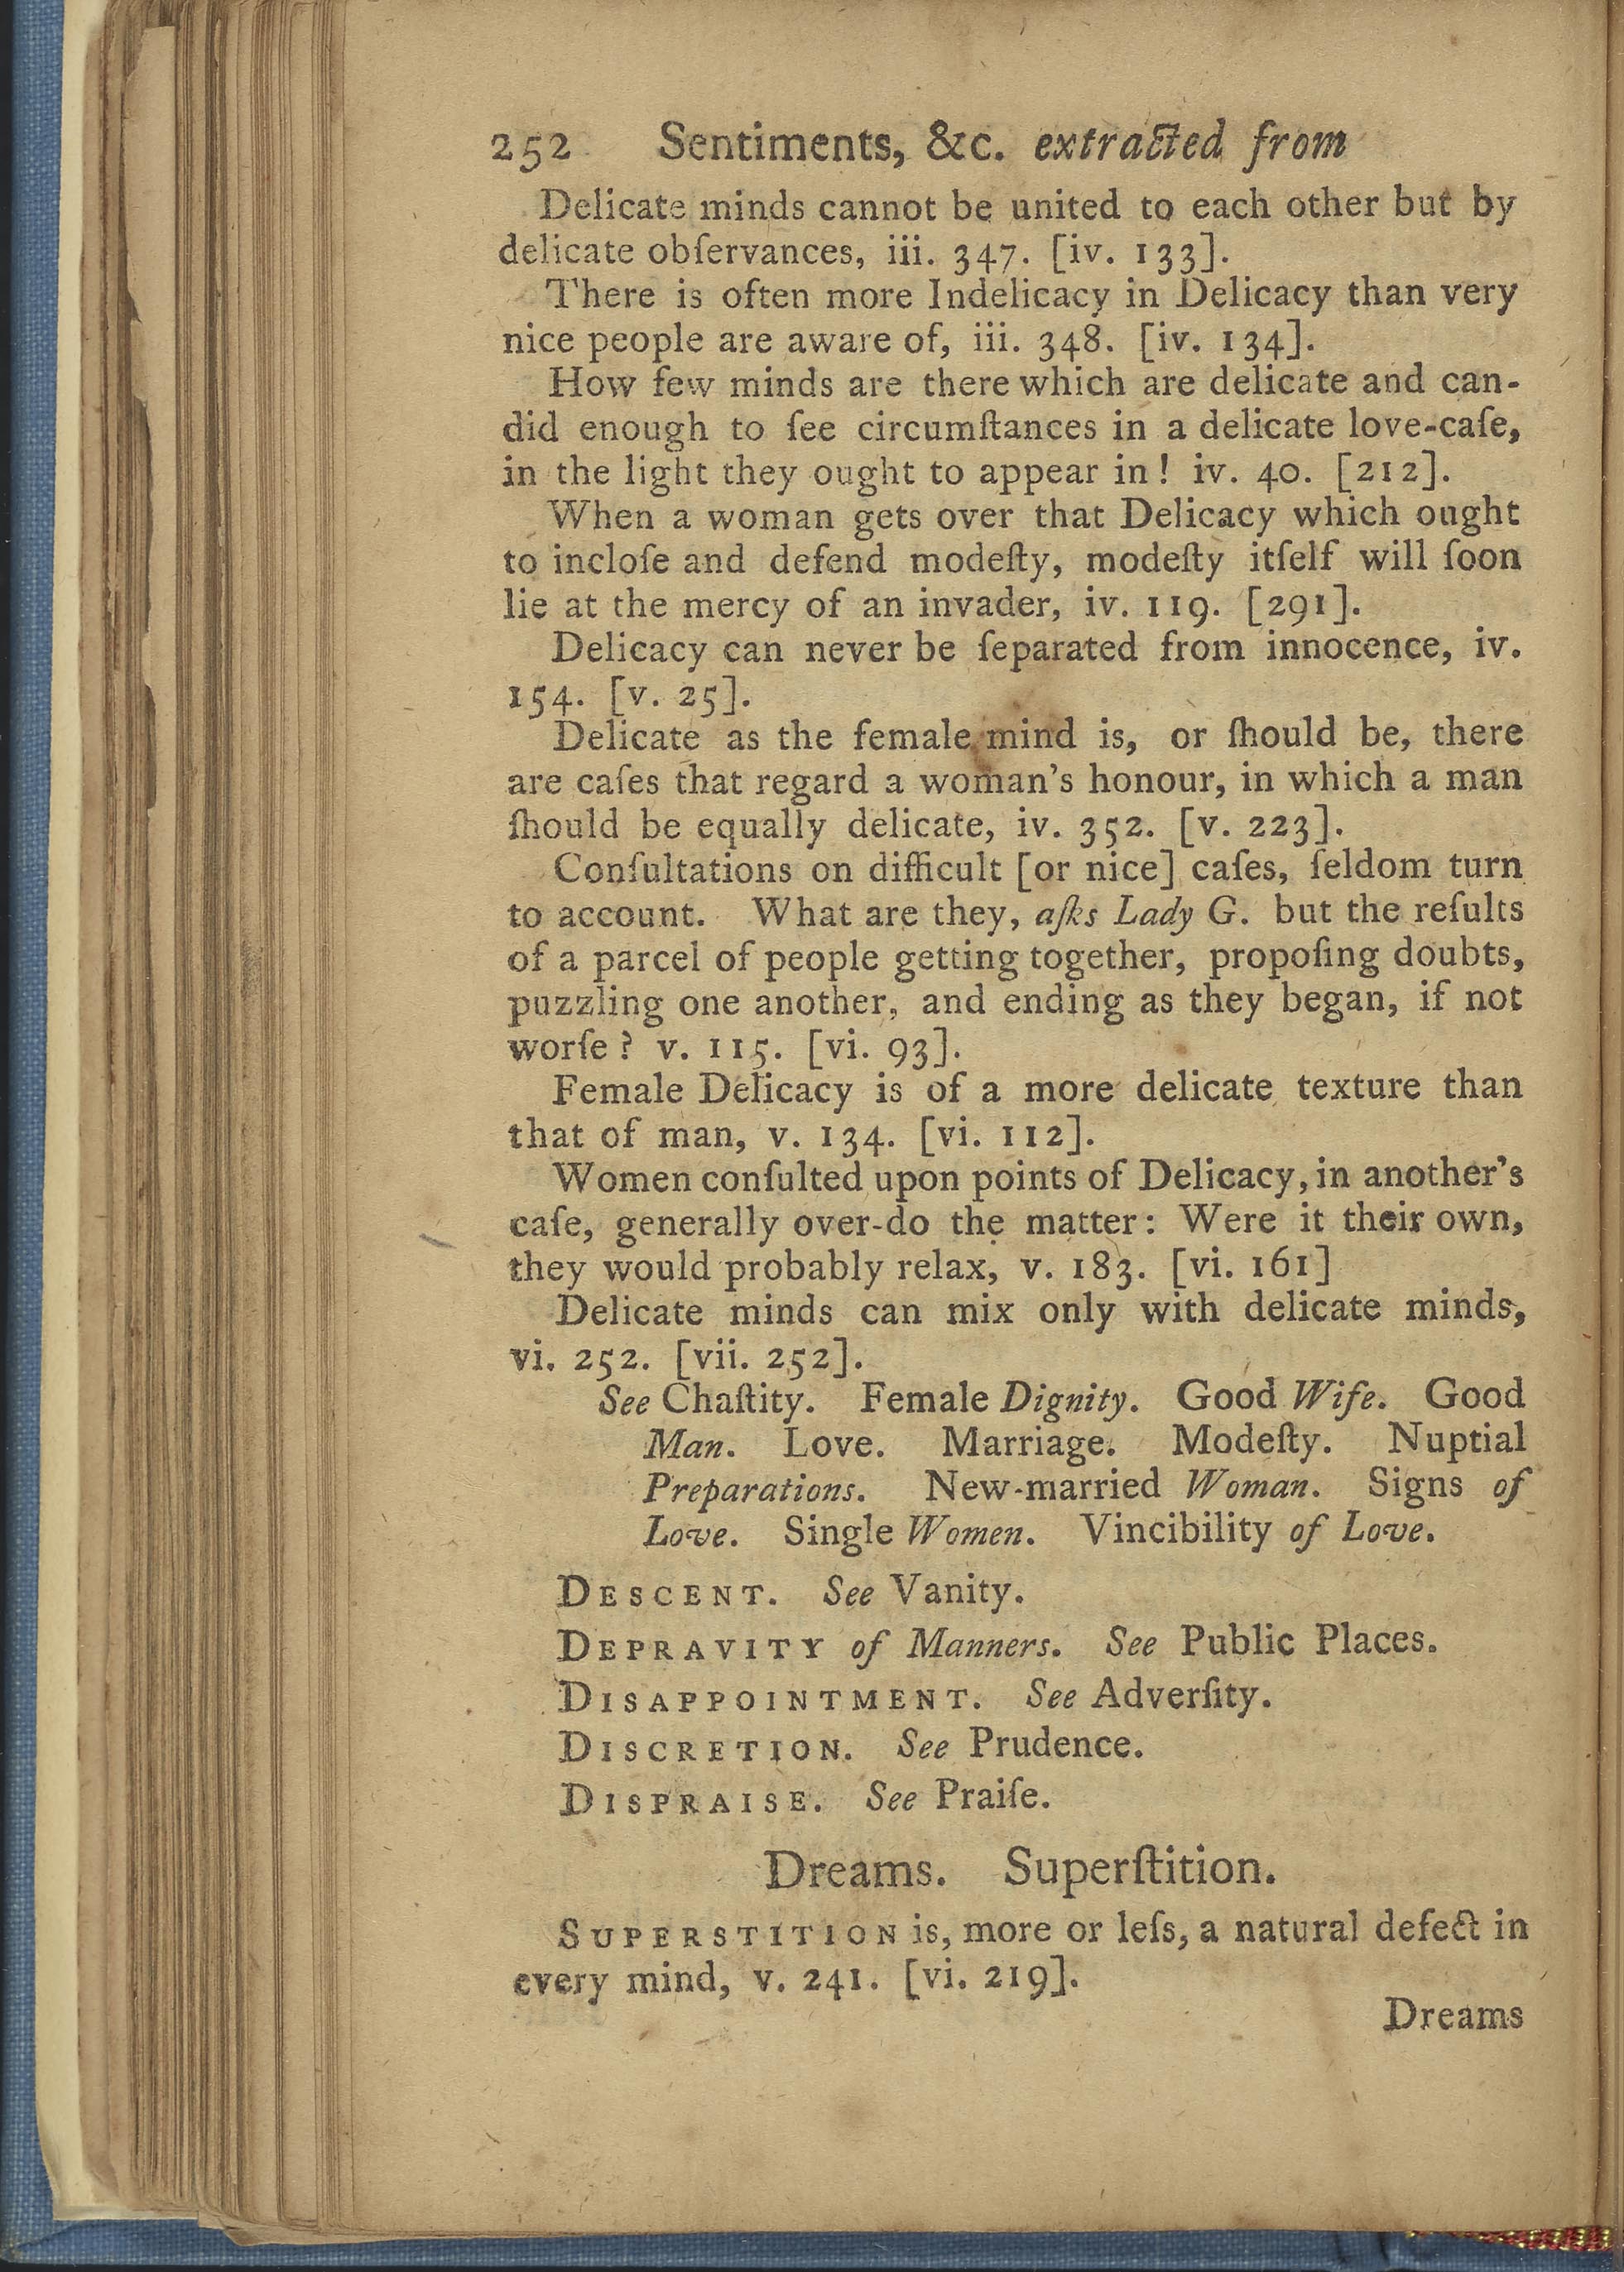 252 Sentiments, &c. extracted from
Delicate minds cannot be united to each other but by
delicate obſervances, iii. 347. [iv. 133].
There is often more Indelicacy in Delicacy than very
nice people are aware of, iii. 348. [iv. 134].
How few minds are there which are delicate and can-
did enough to ſee circumſtances in a delicate love-caſe,
in the light they ought to appear in! iv. 40. [212].
When a woman gets over that Delicacy which ought
to incloſe and defend modeſty, modeſty itſelf will ſoon
lie at the mercy of an invader, iv. 119. [291].
Delicacy can never be ſeparated from innocence, iv.
154. [v. 25].
Delicate as the female mind is, or ſhould be, there
are caſes that regard a woman's honour, in which a man
ſhould be equally delicate, iv. 352. [v. 223].
Conſultations on difficult [or nice] caſes, ſeldom turn
to account. What are they, aſks Lady G. but the reſults
of a parcel of people getting together, propoſing doubts,
puzzling one another, and ending as they began, if not
worſe? v. 115. [vi. 93].
Female Delicacy is of a more delicate texture than
that of man, v. 134. [vi. 112].
Women conſulted upon points of Delicacy, in another's
caſe, generally over-do the matter: Were it their own,
they would probably relax, v. 183. [vi. 161]
Delicate minds can mix only with delicate minds,
vi. 252. [vii. 252].
See Chaſtity. Female Dignity. Good Wife. Good
Man. Love. Marriage. Modeſty. Nuptial
Preparations. New-married Woman. Signs of
Love. Single Women. Vincibility of Love.
DESCENT. See Vanity.
DEPRAVITY of Manners. See Public Places.
DISAPPOINTMENT. See Adverſity.
DISCRETION. See Prudence.
DISPRAISE. See Praiſe.
Dreams. Superſtition.
SUPERSTITION is, more or leſs, a natural defect in
every mind, v. 241. [vi. 219].
Dreams